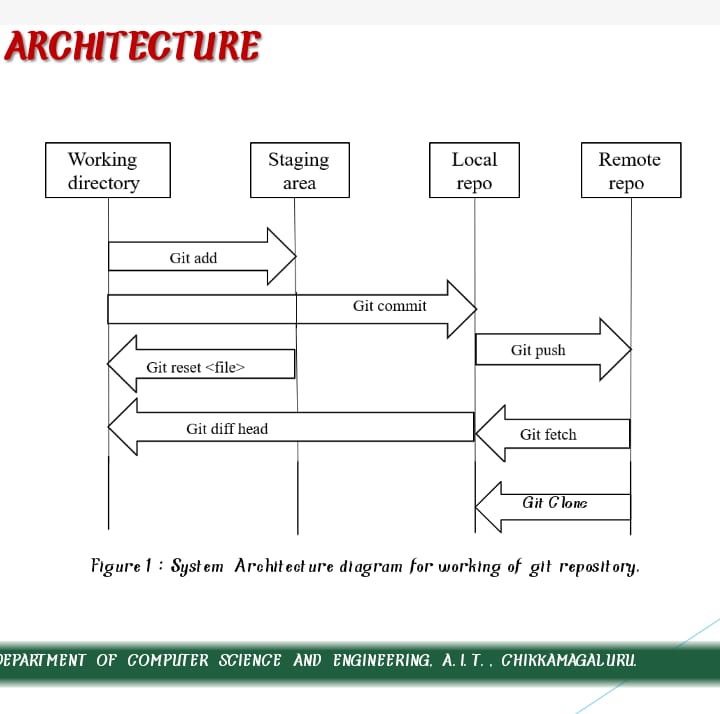 ARCHITECTURE
Working directory
Staging area
Local repo
Remote repo
Git add
Git commit
Git push
Git reset <file>
Git diff head
Git fetch
Git Clone
Figure 1 : System Architecture diagram for working of git repository.
DEPARTMENT OF COMPUTER SCIENCE AND ENGINEERING, A.I.T., CHIKKAMAGALURU.